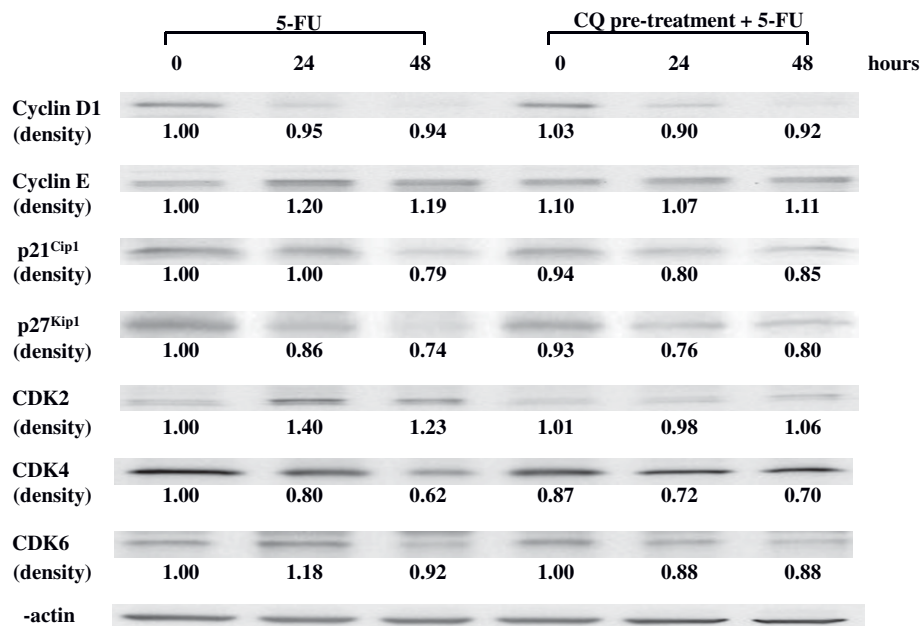 5-FU CQ pre-treatment + 5-FU
0 24 48 0 24 48 hours
Cyclin D1
(density) 1.00 0.95 0.94 1.03 0.90 0.92
Cyclin E
(density) 1.00 1.20 1.19 1.10 1.07 1.11
p21Cip1
(density) 1.00 1.00 0.79 0.94 0.80 0.85
p27Kip1
(density) 1.00 0.86 0.74 0.93 0.76 0.80
CDK2
(density) 1.00 1.40 1.23 1.01 0.98 1.06
CDK4
(density) 1.00 0.80 0.62 0.87 0.72 0.70
CDK6
(density) 1.00 1.18 0.92 1.00 0.88 0.88
-actin